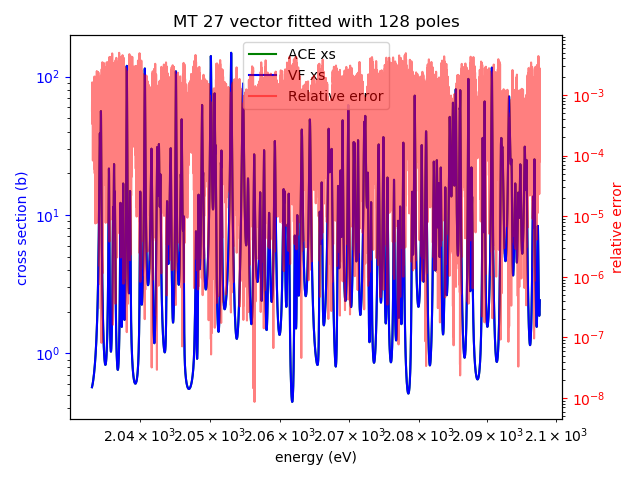 MT 27 vector fitted with 128 poles
ACE xs
VF xs
Relative error
cross section (b)
10²
10¹
10⁰
relative error
10⁻³
10⁻⁴
10⁻⁵
10⁻⁶
10⁻⁷
10⁻⁸
2.04 × 10³ 2.05 × 10³ 2.06 × 10³ 2.07 × 10³ 2.08 × 10³ 2.09 × 10³ 2.1 × 10³
energy (eV)